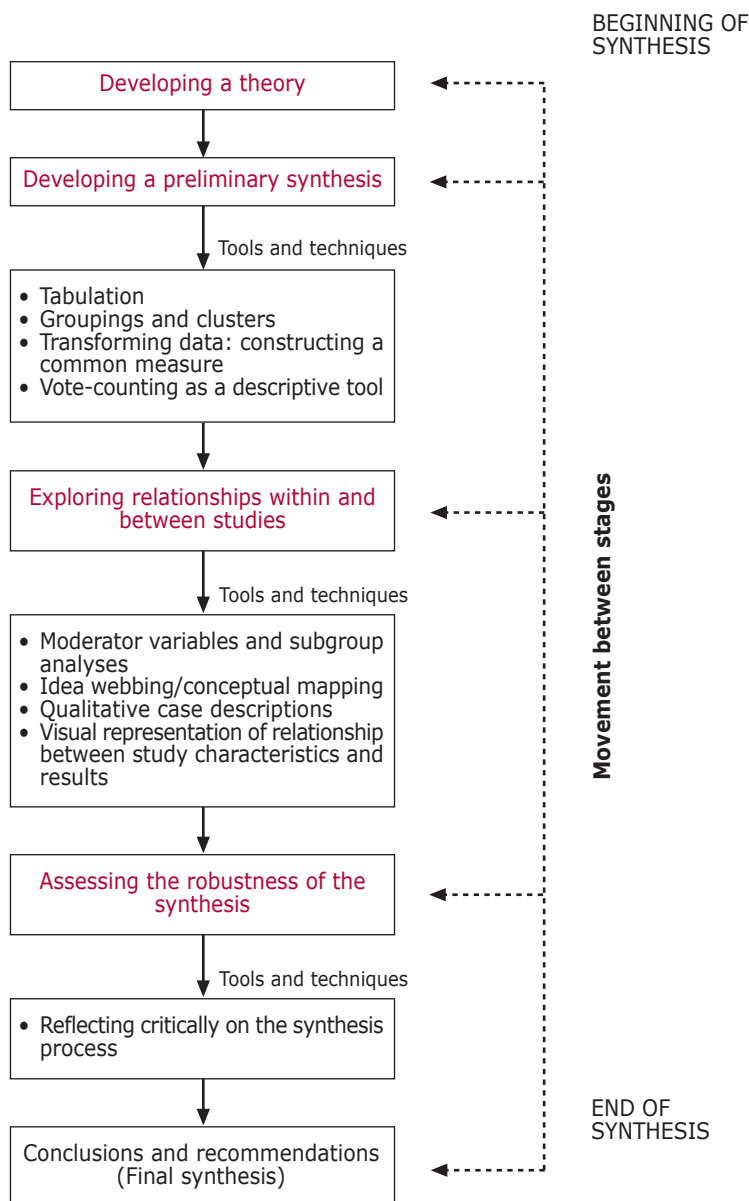 BEGINNING OF
SYNTHESIS
Developing a theory
Developing a preliminary synthesis
Tools and techniques
• Tabulation
• Groupings and clusters
• Transforming data: constructing a
common measure
• Vote-counting as a descriptive tool
Exploring relationships within and
between studies
Tools and techniques
• Moderator variables and subgroup
analyses
• Idea webbing/conceptual mapping
• Qualitative case descriptions
• Visual representation of relationship
between study characteristics and
results
Movement between stages
Assessing the robustness of the
synthesis
Tools and techniques
• Reflecting critically on the synthesis
process
END OF
SYNTHESIS
Conclusions and recommendations
(Final synthesis)